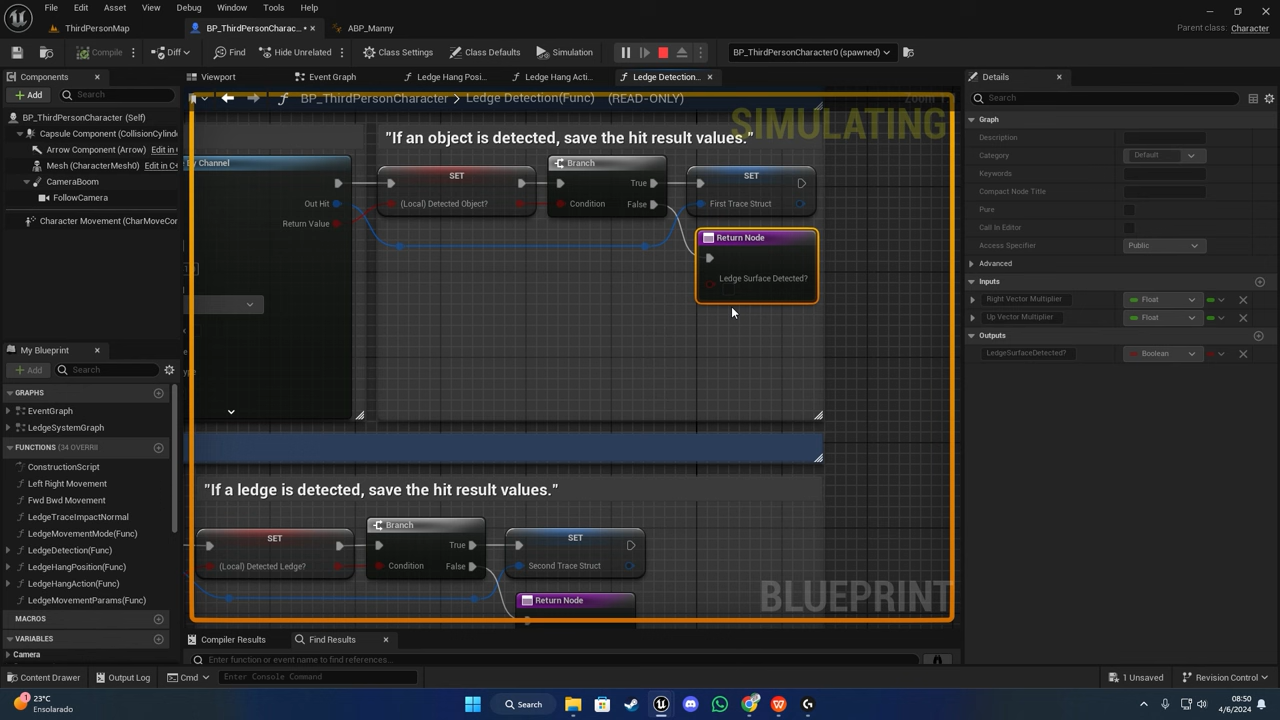 File Edit Asset View Debug Window Tools Help
ThirdPersonMap
BP_ThirdPersonCharac... •
ABP_Manny
Parent class: Character
Compile
Diff
Find
Hide Unrelated
Class Settings
Class Defaults
Simulation
BP_ThirdPersonCharacter0 (spawned)
Components
Add
Search
BP_ThirdPersonCharacter (Self)
Capsule Component (CollisionCylinde
Arrow Component (Arrow) Edit in C
Mesh (CharacterMesh0) Edit in C+
CameraBoom
FollowCamera
Character Movement (CharMoveCor
My Blueprint
Add
Search
GRAPHS
EventGraph
LedgeSystemGraph
FUNCTIONS (34 OVERRI
ConstructionScript
Left Right Movement
Fwd Bwd Movement
LedgeTraceImpactNormal
LedgeMovementMode(Func)
LedgeDetection(Func)
LedgeHangPosition(Func)
LedgeHangAction(Func)
LedgeMovementParams(Func)
MACROS
VARIABLES
Camera
Viewport
Event Graph
Ledge Hang Posi...
Ledge Hang Acti...
Ledge Detection...
BP_ThirdPersonCharacter > Ledge Detection(Func) (READ-ONLY)
SIMULATING
"If an object is detected, save the hit result values."
By Channel
Out Hit
Return Value
SET
(Local) Detected Object?
Branch
Condition
True
False
SET
First Trace Struct
Return Node
Ledge Surface Detected?
"If a ledge is detected, save the hit result values."
SET
(Local) Detected Ledge?
Branch
Condition
True
False
SET
Second Trace Struct
Return Node
BLUEPRINT
Compiler Results
Find Results
Enter function or event name to find references...
Details
Search
Graph
Description
Category
Default
Keywords
Compact Node Title
Pure
Call In Editor
Access Specifier
Public
Advanced
Inputs
Right Vector Multiplier
Float
Up Vector Multiplier
Float
Outputs
LedgeSurfaceDetected?
Boolean
Content Drawer
Output Log
Cmd
Enter Console Command
1 Unsaved
Revision Control
1
23°C
Ensolarado
Search
08:50
4/6/2024